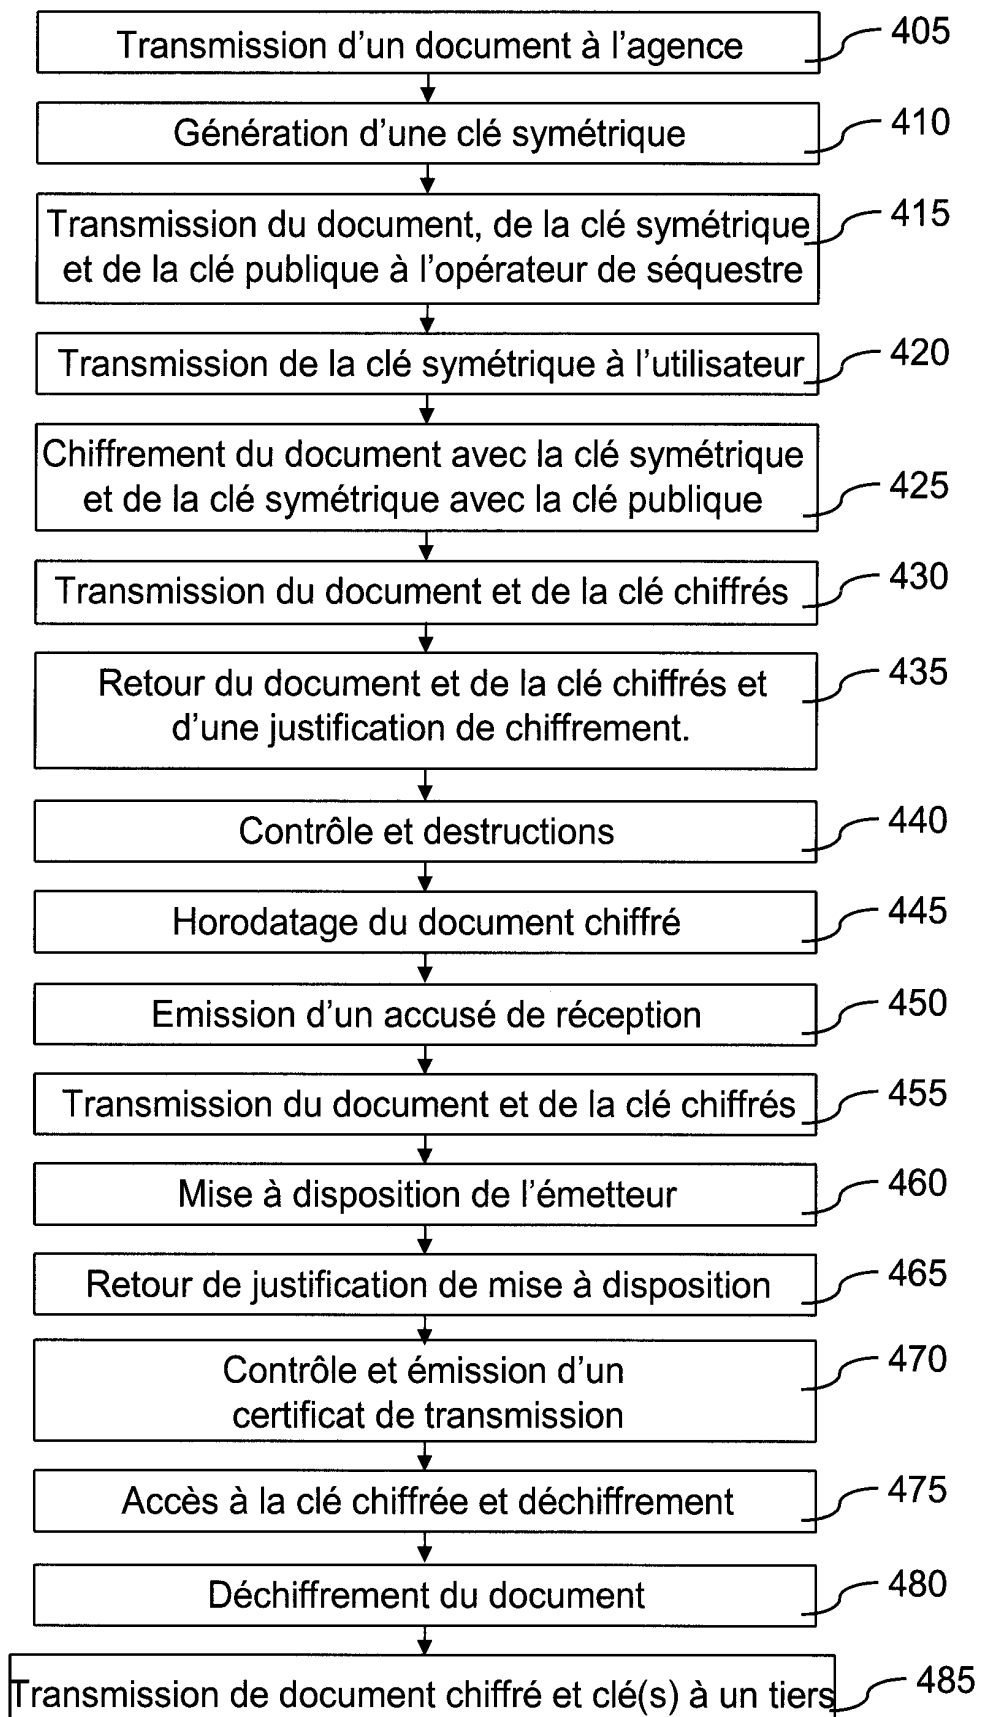 Transmission d'un document à l'agence
405
Génération d'une clé symétrique
410
Transmission du document, de la clé symétrique
et de la clé publique à l'opérateur de séquestre
415
Transmission de la clé symétrique à l'utilisateur
420
Chiffrement du document avec la clé symétrique
et de la clé symétrique avec la clé publique
425
Transmission du document et de la clé chiffrés
430
Retour du document et de la clé chiffrés et
d'une justification de chiffrement.
435
Contrôle et destructions
440
Horodatage du document chiffré
445
Emission d'un accusé de réception
450
Transmission du document et de la clé chiffrés
455
Mise à disposition de l'émetteur
460
Retour de justification de mise à disposition
465
Contrôle et émission d'un
certificat de transmission
470
Accès à la clé chiffrée et déchiffrement
475
Déchiffrement du document
480
Transmission de document chiffré et clé(s) à un tiers
485